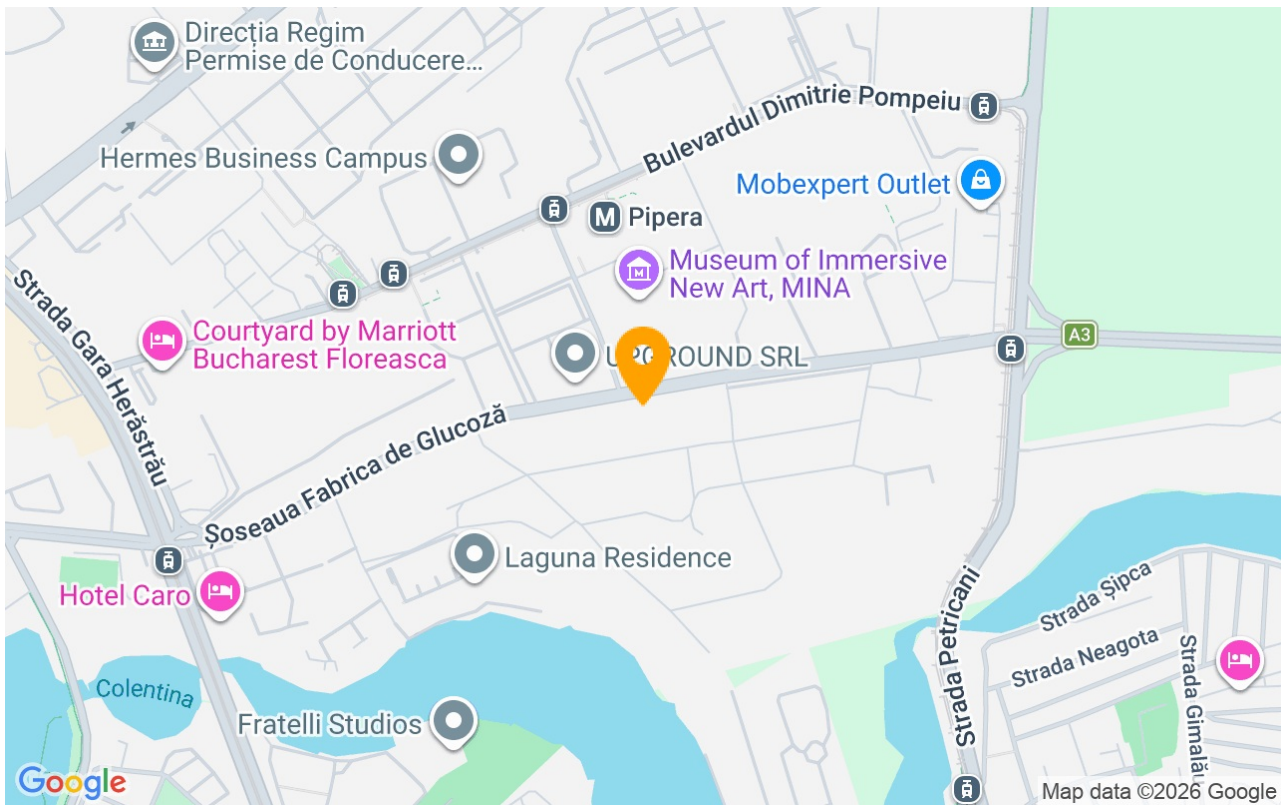 Direcția Regim
Permise de Conducere...
Bulevardul Dimitrie Pompeiu
Hermes Business Campus
Mobexpert Outlet
M Pipera
Museum of Immersive
New Art, MINA
Strada Gara Herăstrău
Courtyard by Marriott
Bucharest Floreasca
A3
ROUND SRL
Șoseaua Fabrica de Glucoză
Laguna Residence
Hotel Caro
Strada Petricani
Strada Șipca
Strada Neagota
Strada Gimalău
Colentina
Fratelli Studios
Google
Map data ©2026 Google